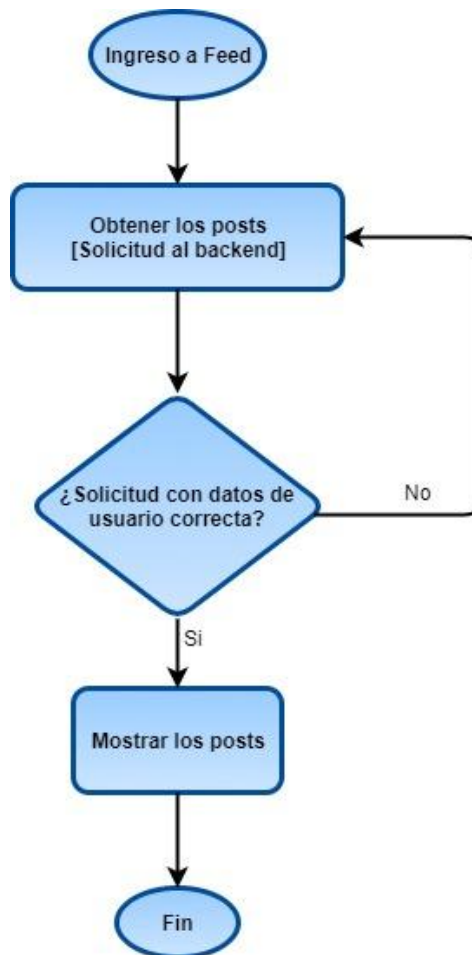 Ingreso a Feed
Obtener los posts
[Solicitud al backend]
¿Solicitud con datos de
usuario correcta?
No
Si
Mostrar los posts
Fin